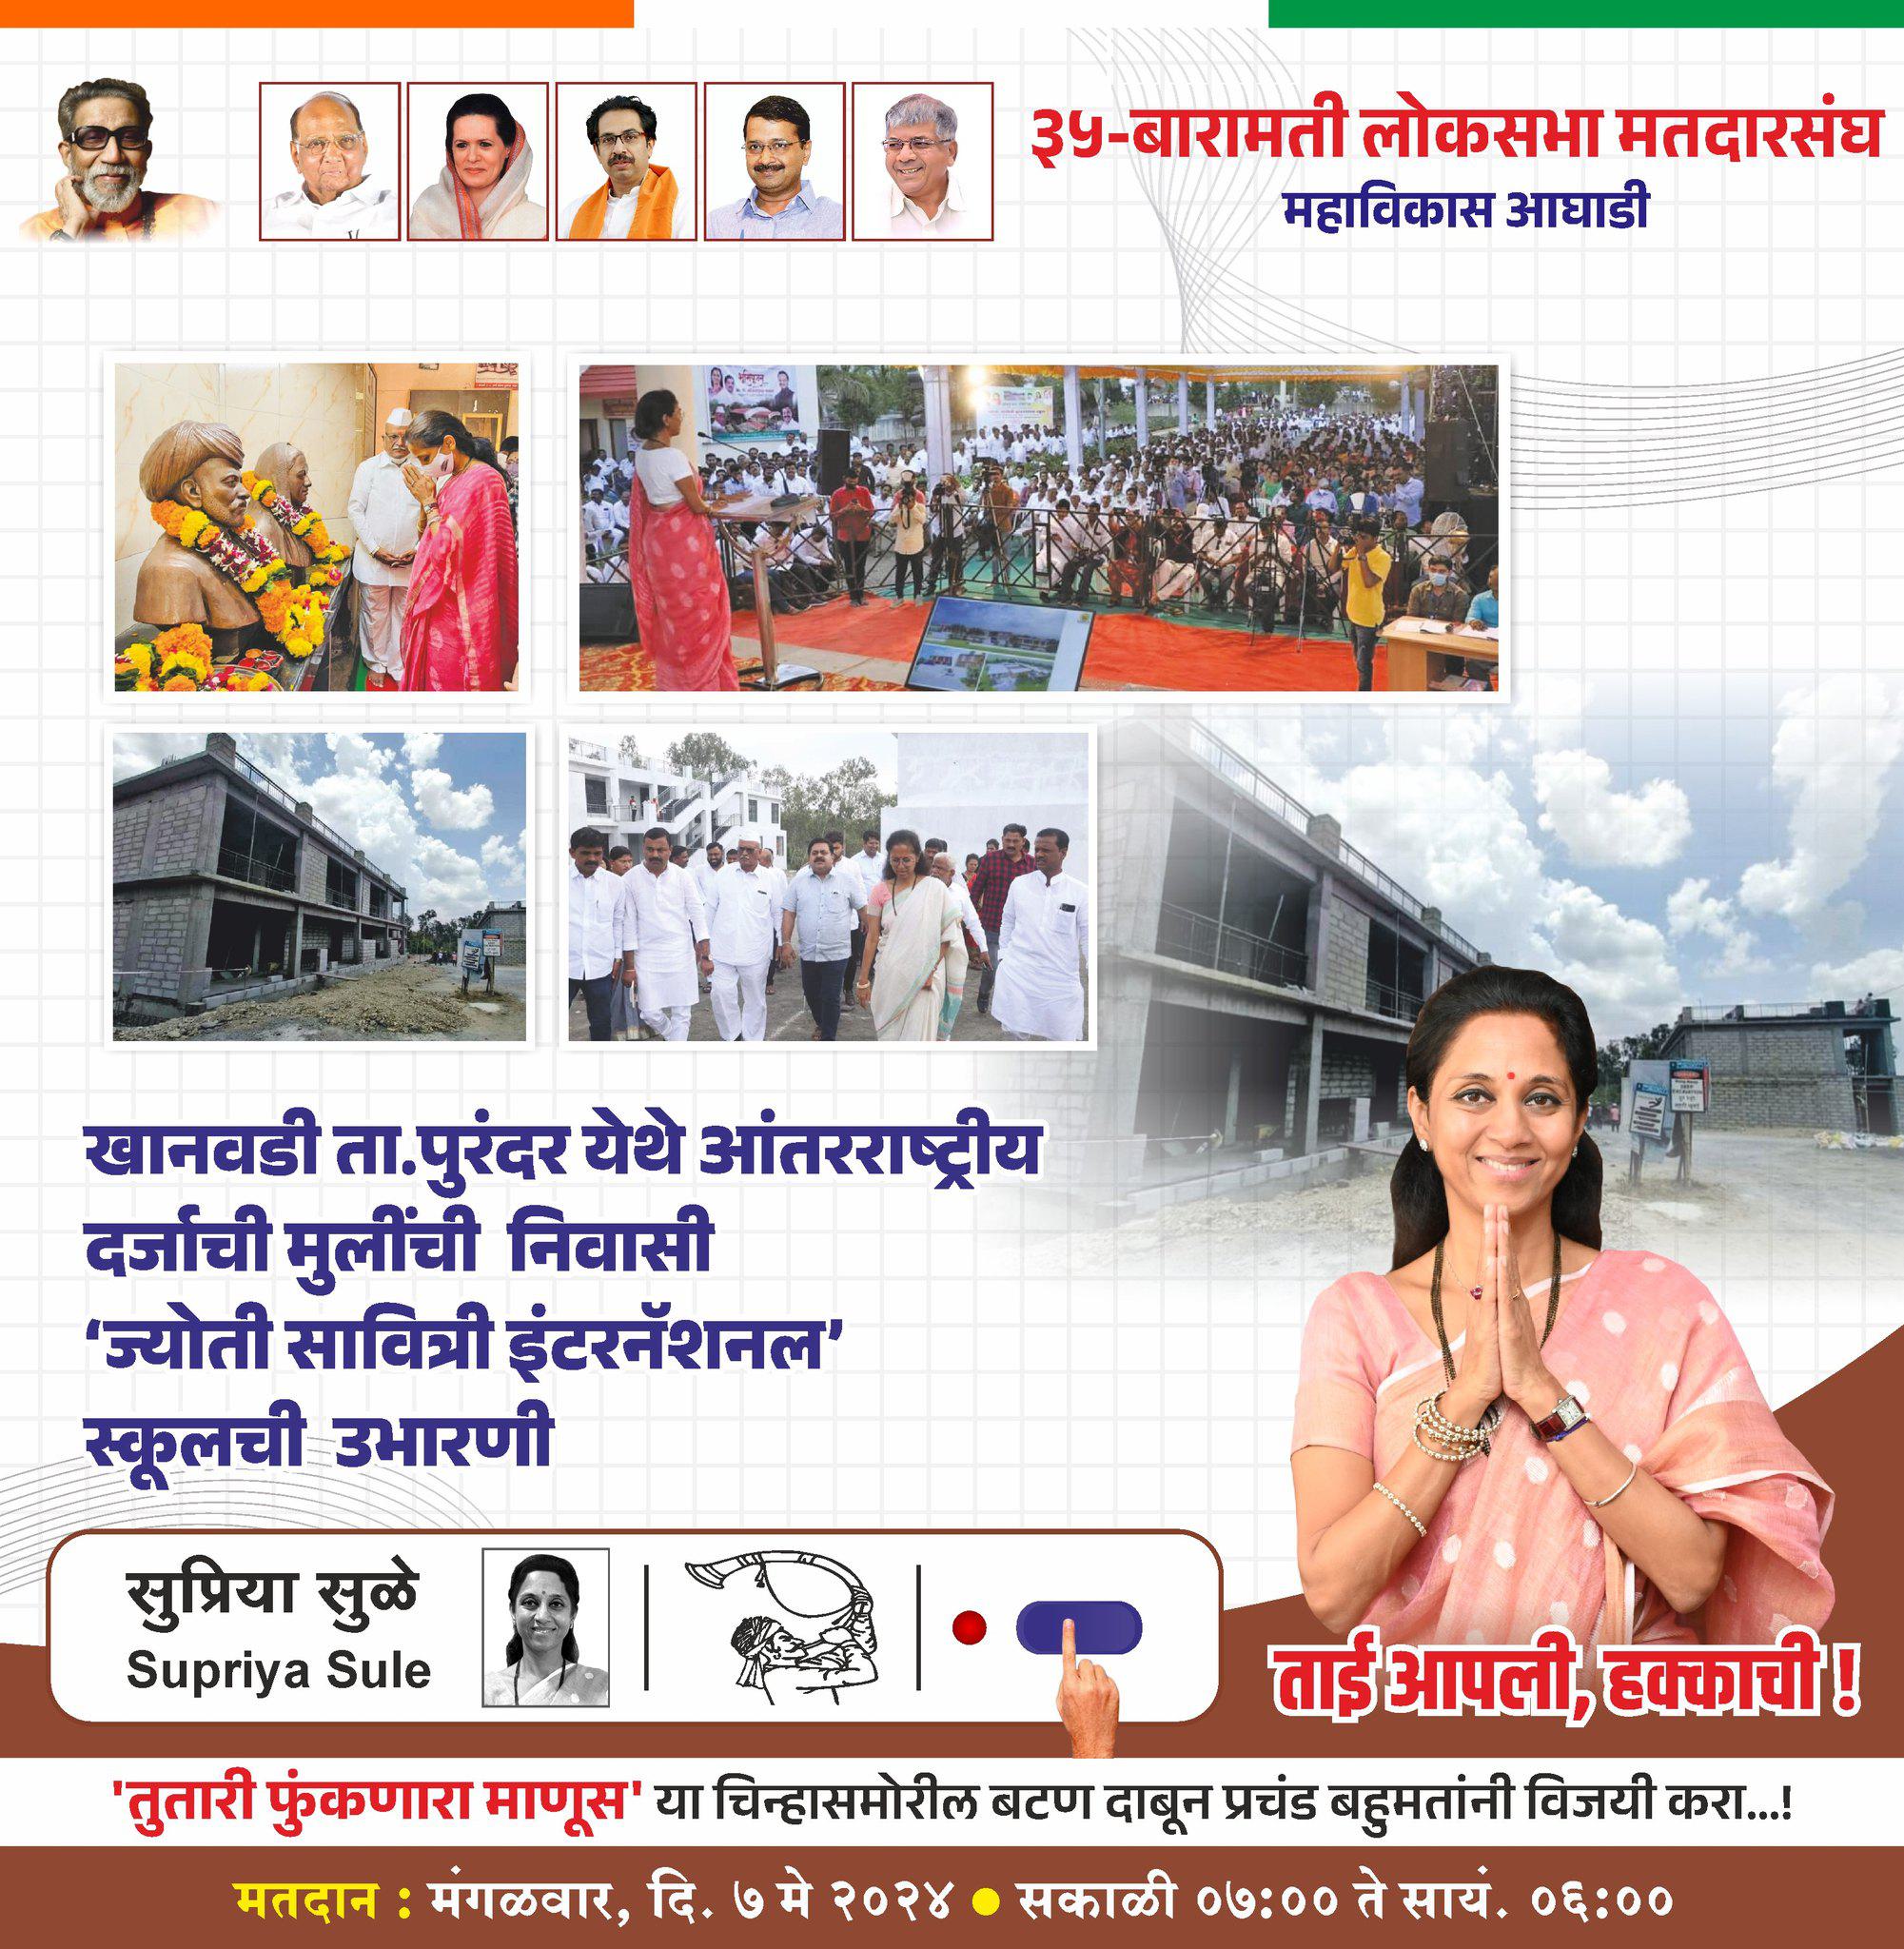 ३५-बारामती लोकसभा मतदारसंघ
महाविकास आघाडी
खानवडी ता.पुरंदर येथे आंतरराष्ट्रीय
दर्जाची मुलींची निवासी
‘ज्योती सावित्री इंटरनॅशनल’
स्कूलची उभारणी
सुप्रिया सुळे
Supriya Sule
ताई आपली, हक्काची !
'तुतारी फुंकणारा माणूस' या चिन्हासमोरील बटण दाबून प्रचंड बहुमतांनी विजयी करा...!
मतदान : मंगळवार, दि. ७ मे २०२४ ● सकाळी ०७:०० ते सायं. ०६:००